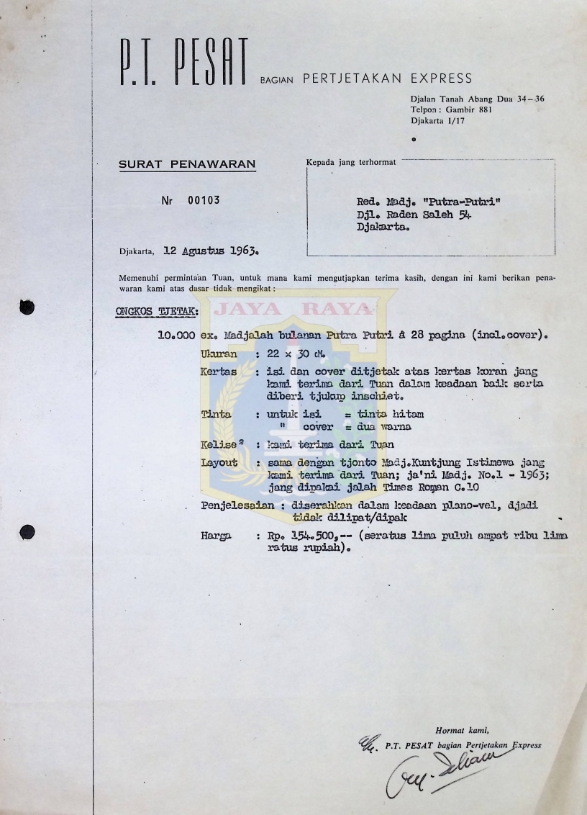 P.T. PESAT BAGIAN PERTJETAKAN EXPRESS
Djalan Tanah Abang Dua 34-36
Telpon : Gambir 881
Djakarta I/17
SURAT PENAWARAN
Kepada jang terhormat
Nr 00103
Red. Madj. "Putra-Putri"
Djl. Raden Saleh 54
Djakarta.
Djakarta, 12 Agustus 1963.
Memenuhi permintaan Tuan, untuk mana kami mengutjapkan terima kasih, dengan ini kami berikan pena-
waran kami atas dasar tidak mengikat :
JAYA RAYA
ONGKOS TJETAK:
10.000 ex. Madjalah bulanan Putra Putri à 28 pagina (incl.cover).
Ukuran : 22 x 30 cM.
Kertas : isi dan cover ditjetak atas kertas koran jang
kami terima dari Tuan dalam keadaan baik serta
diberi tjukup inschiet.
Tinta : untuk isi = tinta hitam
" cover = dua warna
Kelise² : kami terima dari Tuan
Layout : sama dengan tjonto Madj.Kuntjung Istimewa jang
kami terima dari Tuan; ja'ni Madj. No.1 - 1963;
jang dipakai jalah Times Roman C.10
Penjelesaian : diserahkan dalam keadaan plano-vel, djadi
tidak dilipat/dipak
Harga : Rp. 154.500,-- (seratus lima puluh ampat ribu lima
ratus rupiah).
Hormat kami,
P.T. PESAT bagian Pertjetakan Express